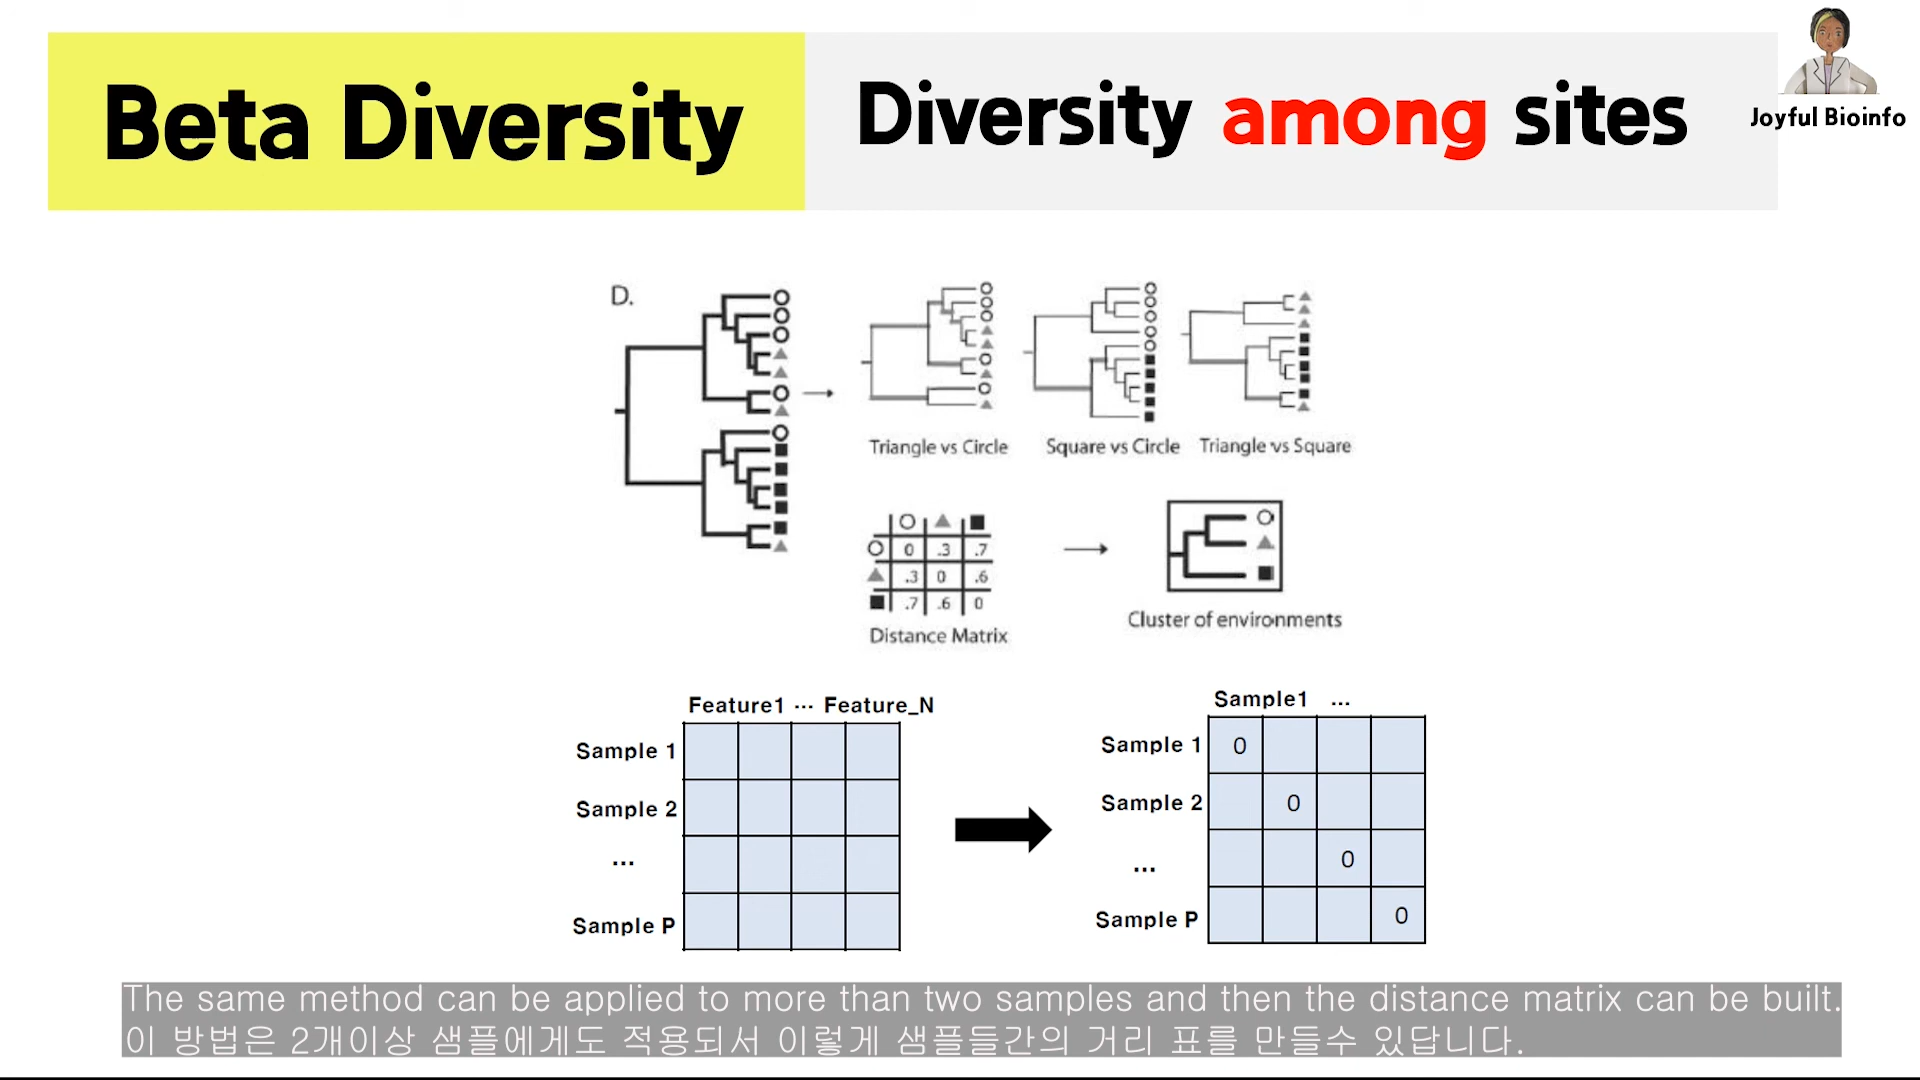 Beta Diversity
Diversity among sites
Joyful Bioinfo
D.
Triangle vs Circle
Square vs Circle
Triangle vs Square
0 .3 .7
.3 0 .6
.7 .6 0
Distance Matrix
Cluster of environments
Feature1 ... Feature_N
Sample 1
Sample 2
...
Sample P
Sample1 ...
Sample 1 0
Sample 2 0
... 0
Sample P 0
The same method can be applied to more than two samples and then the distance matrix can be built.
이 방법은 2개이상 샘플에게도 적용되서 이렇게 샘플들간의 거리 표를 만들수 있답니다.